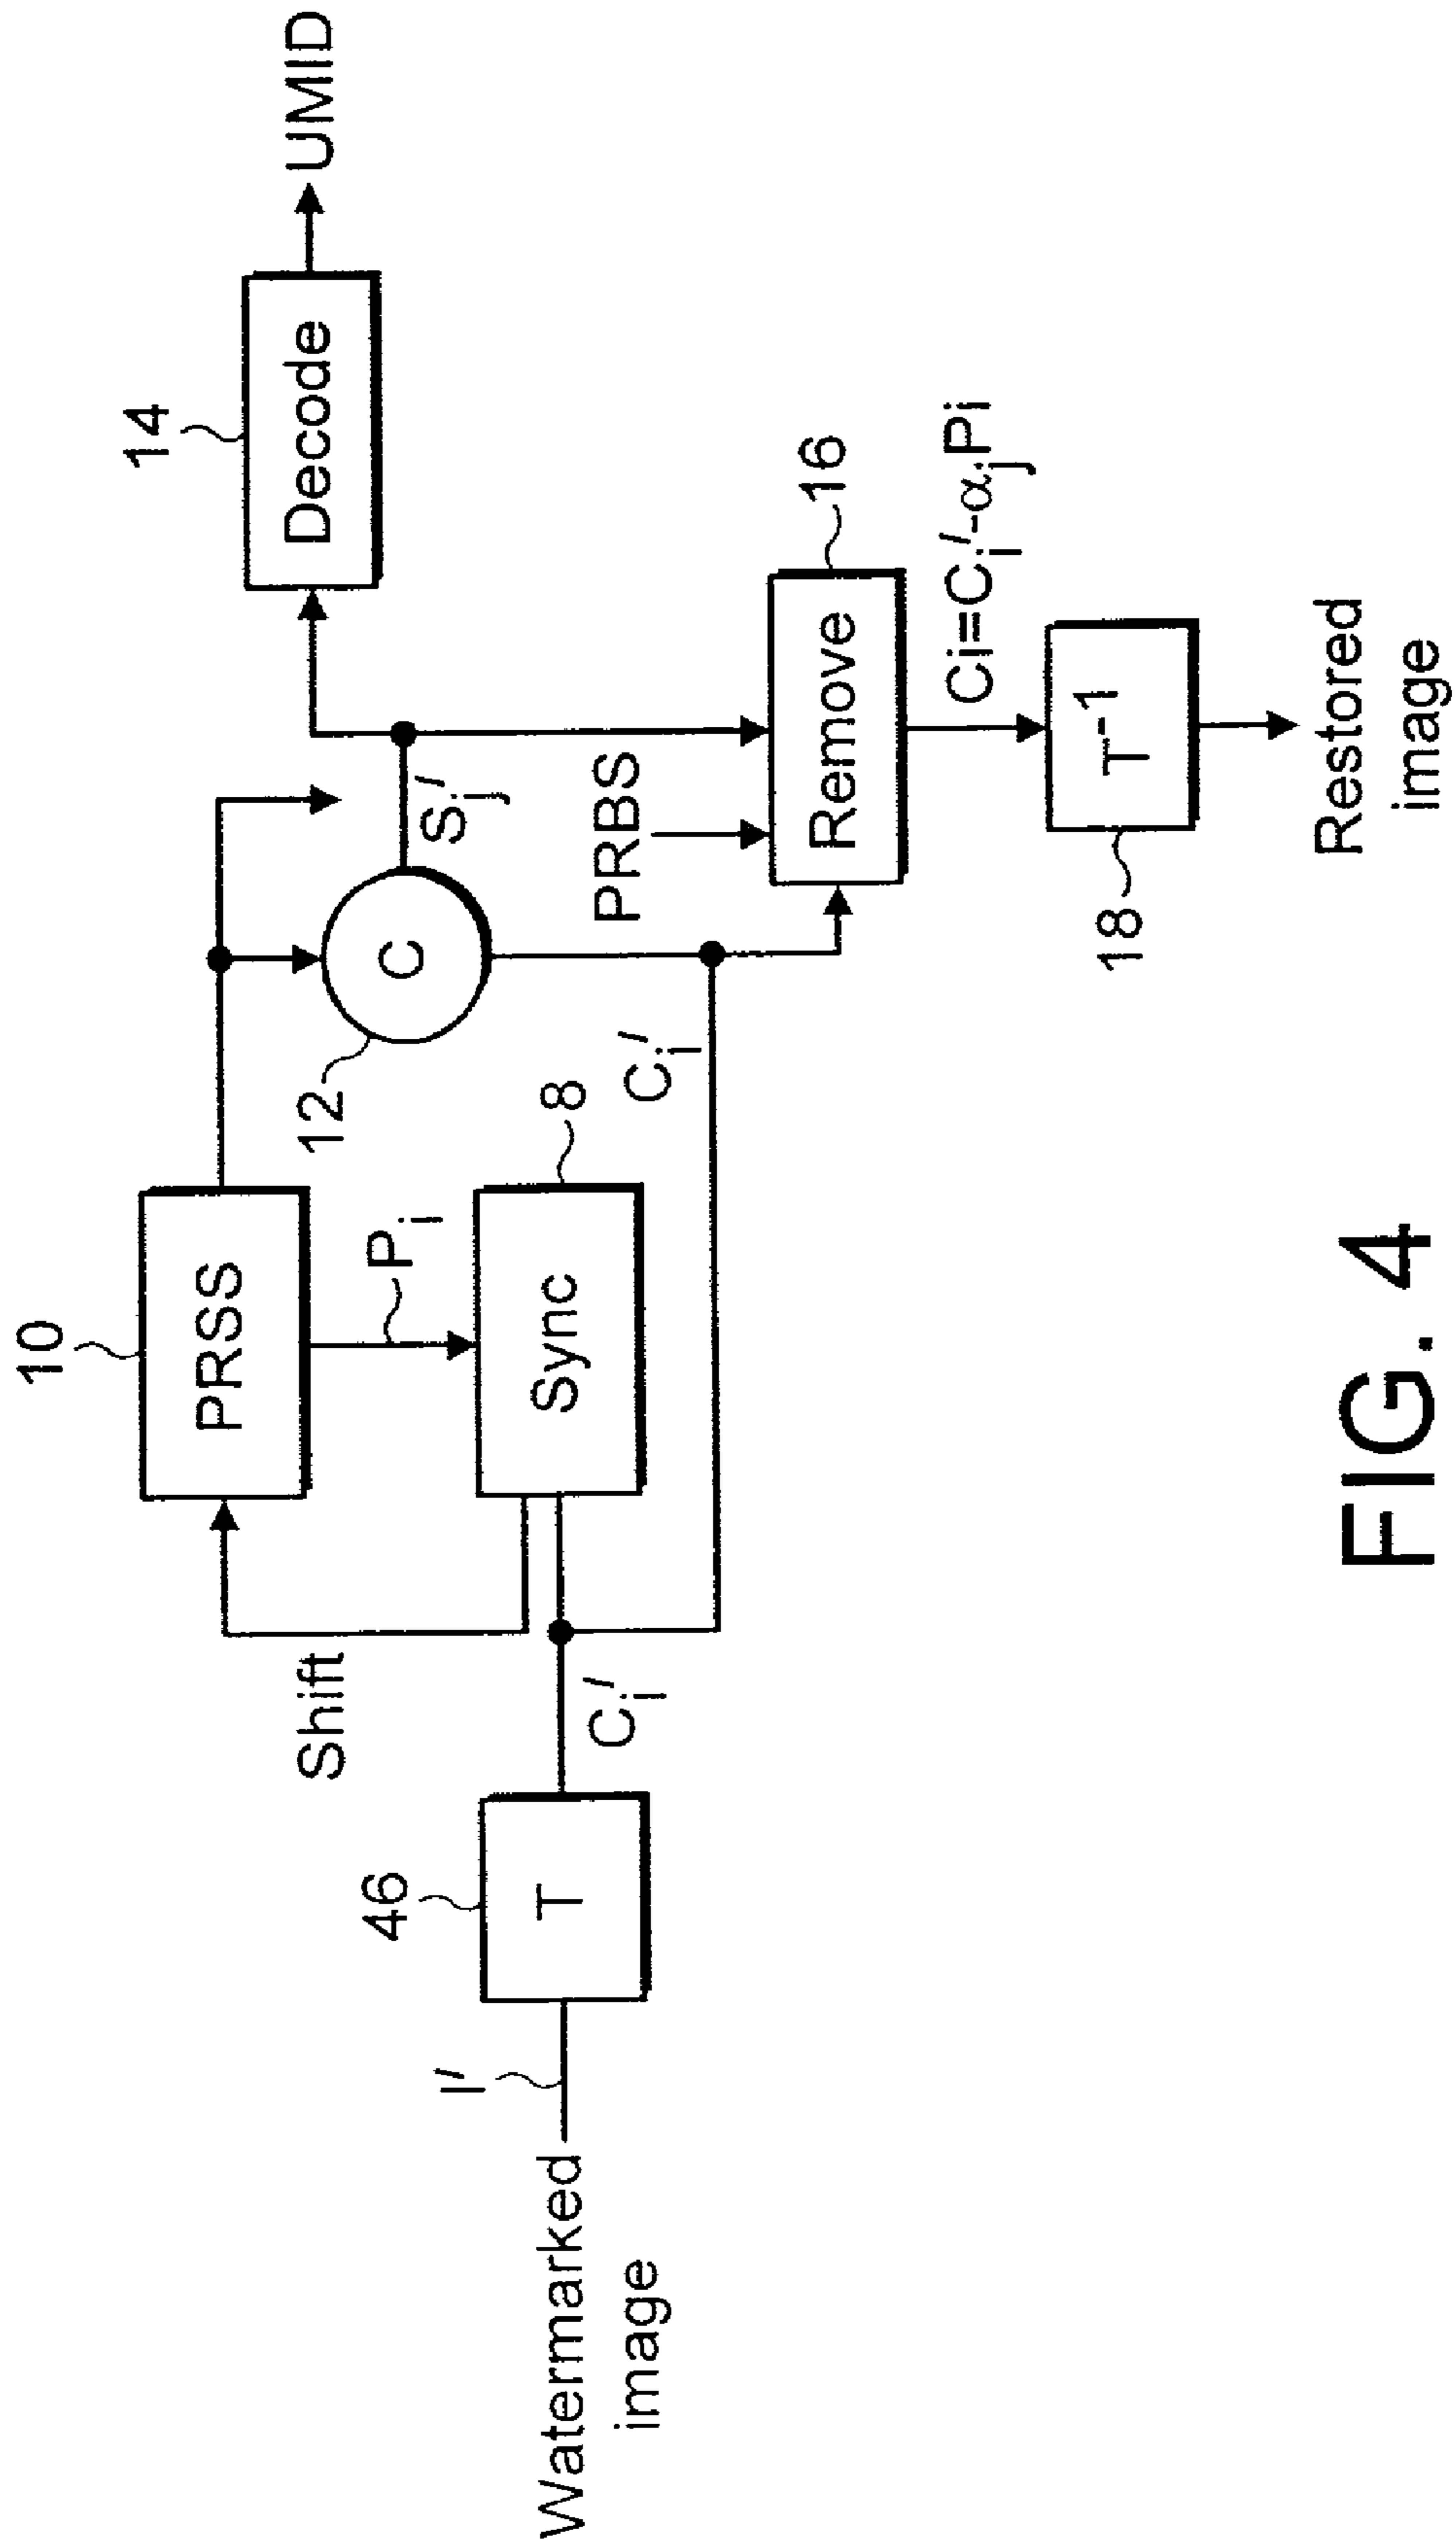 Watermarked
image
I'
46
T
Ci'
Shift
10
PRSS
Pi
8
Sync
12
C
Ci'
Sj'
14
Decode
UMID
PRBS
16
Remove
Ci=Ci'-αjPi
18
T-1
Restored
image
FIG. 4